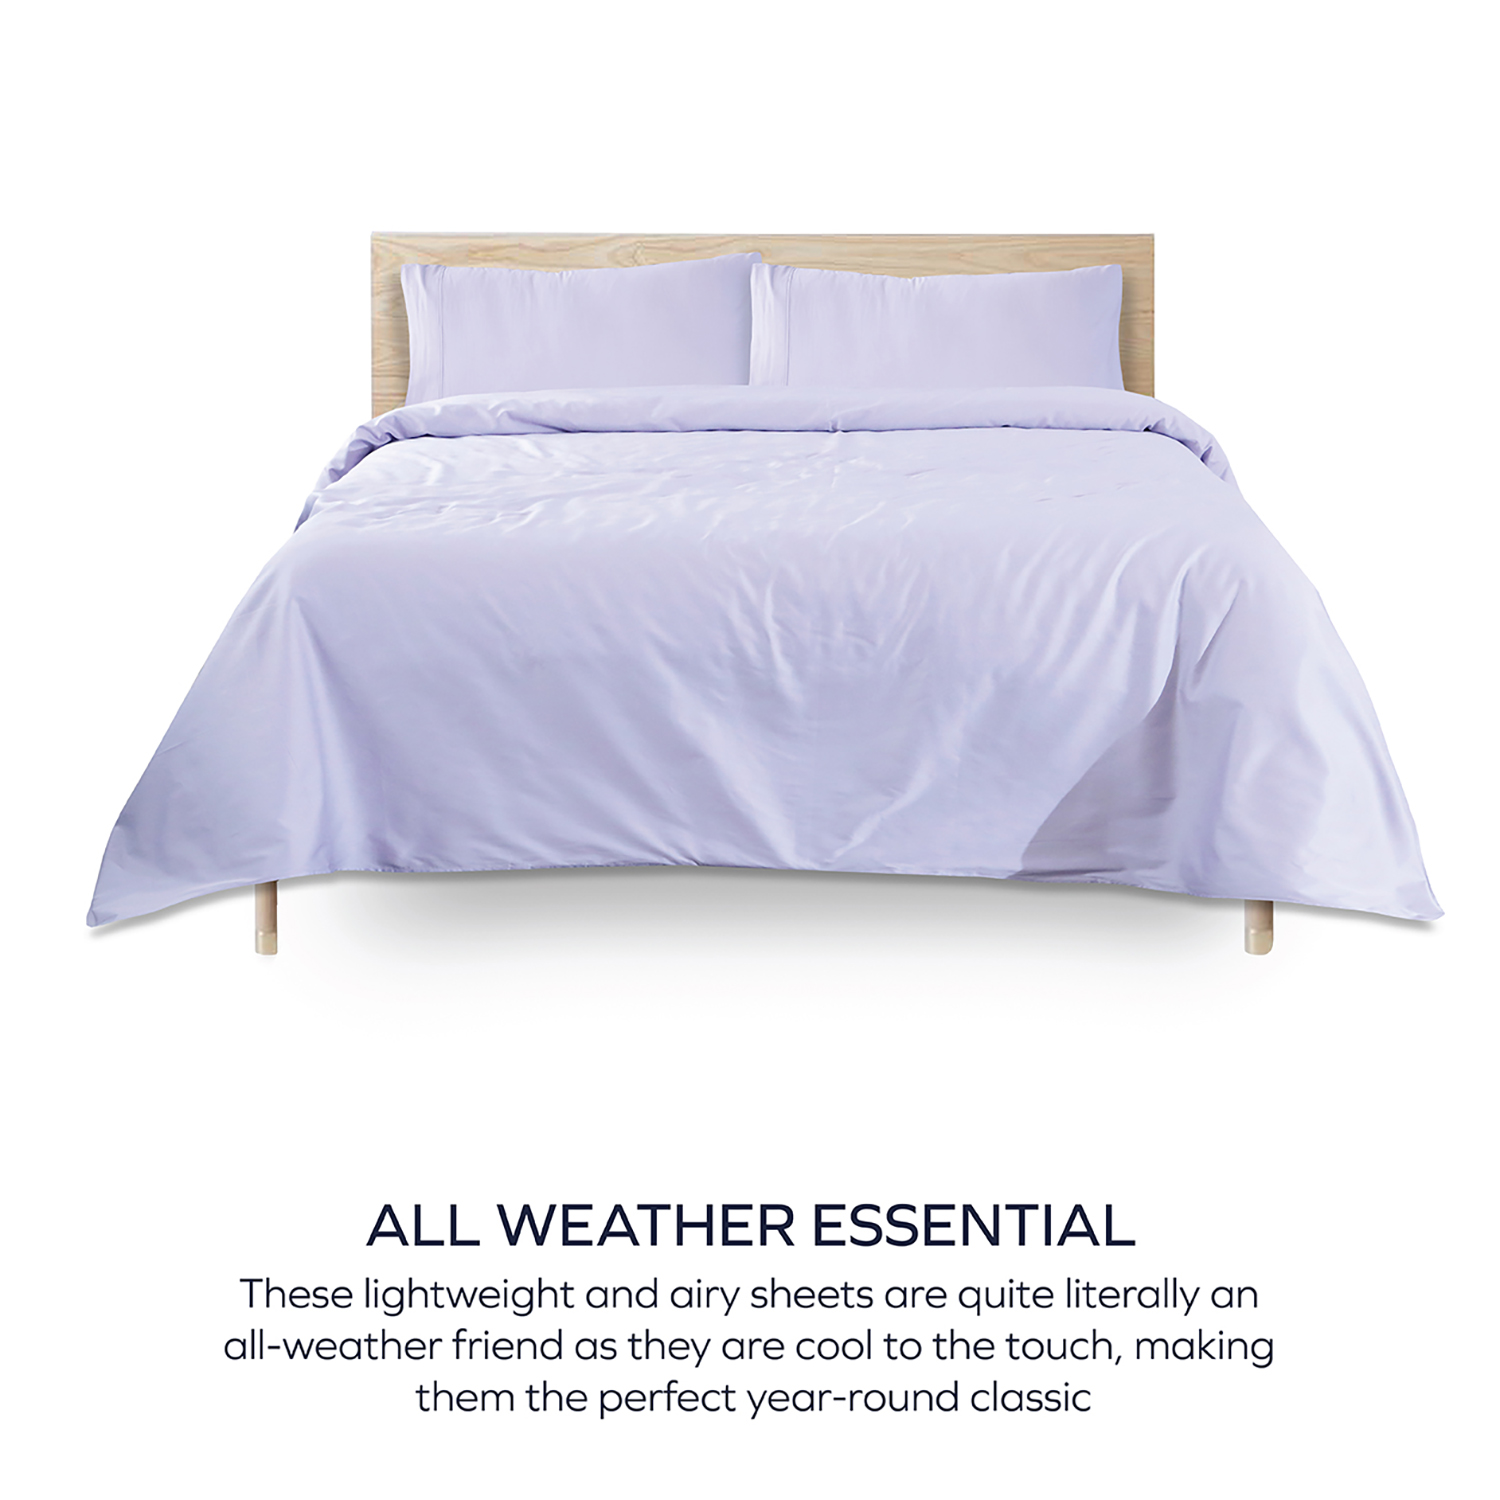 ALL WEATHER ESSENTIAL
These lightweight and airy sheets are quite literally an
all-weather friend as they are cool to the touch, making
them the perfect year-round classic